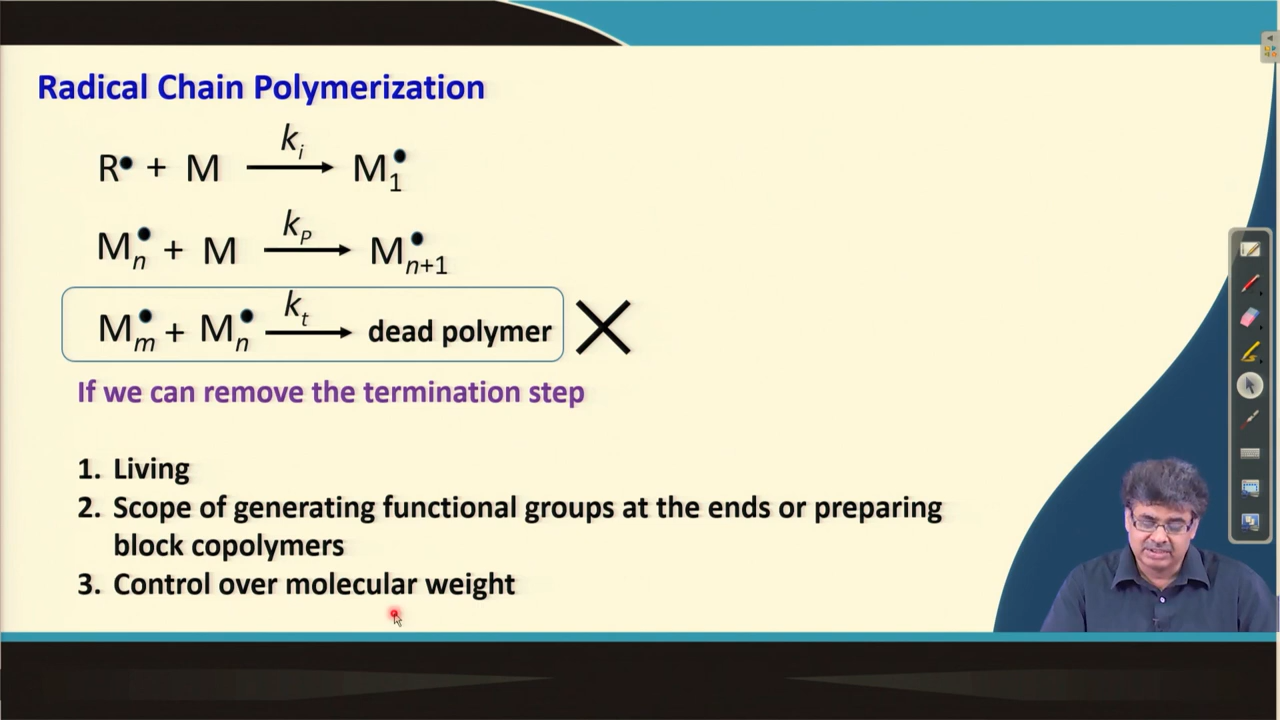 Radical Chain Polymerization
R• + M —kᵢ→ M₁•
Mₙ• + M —kₚ→ Mₙ₊₁•
Mₘ• + Mₙ• —kₜ→ dead polymer
If we can remove the termination step
1. Living
2. Scope of generating functional groups at the ends or preparing
block copolymers
3. Control over molecular weight